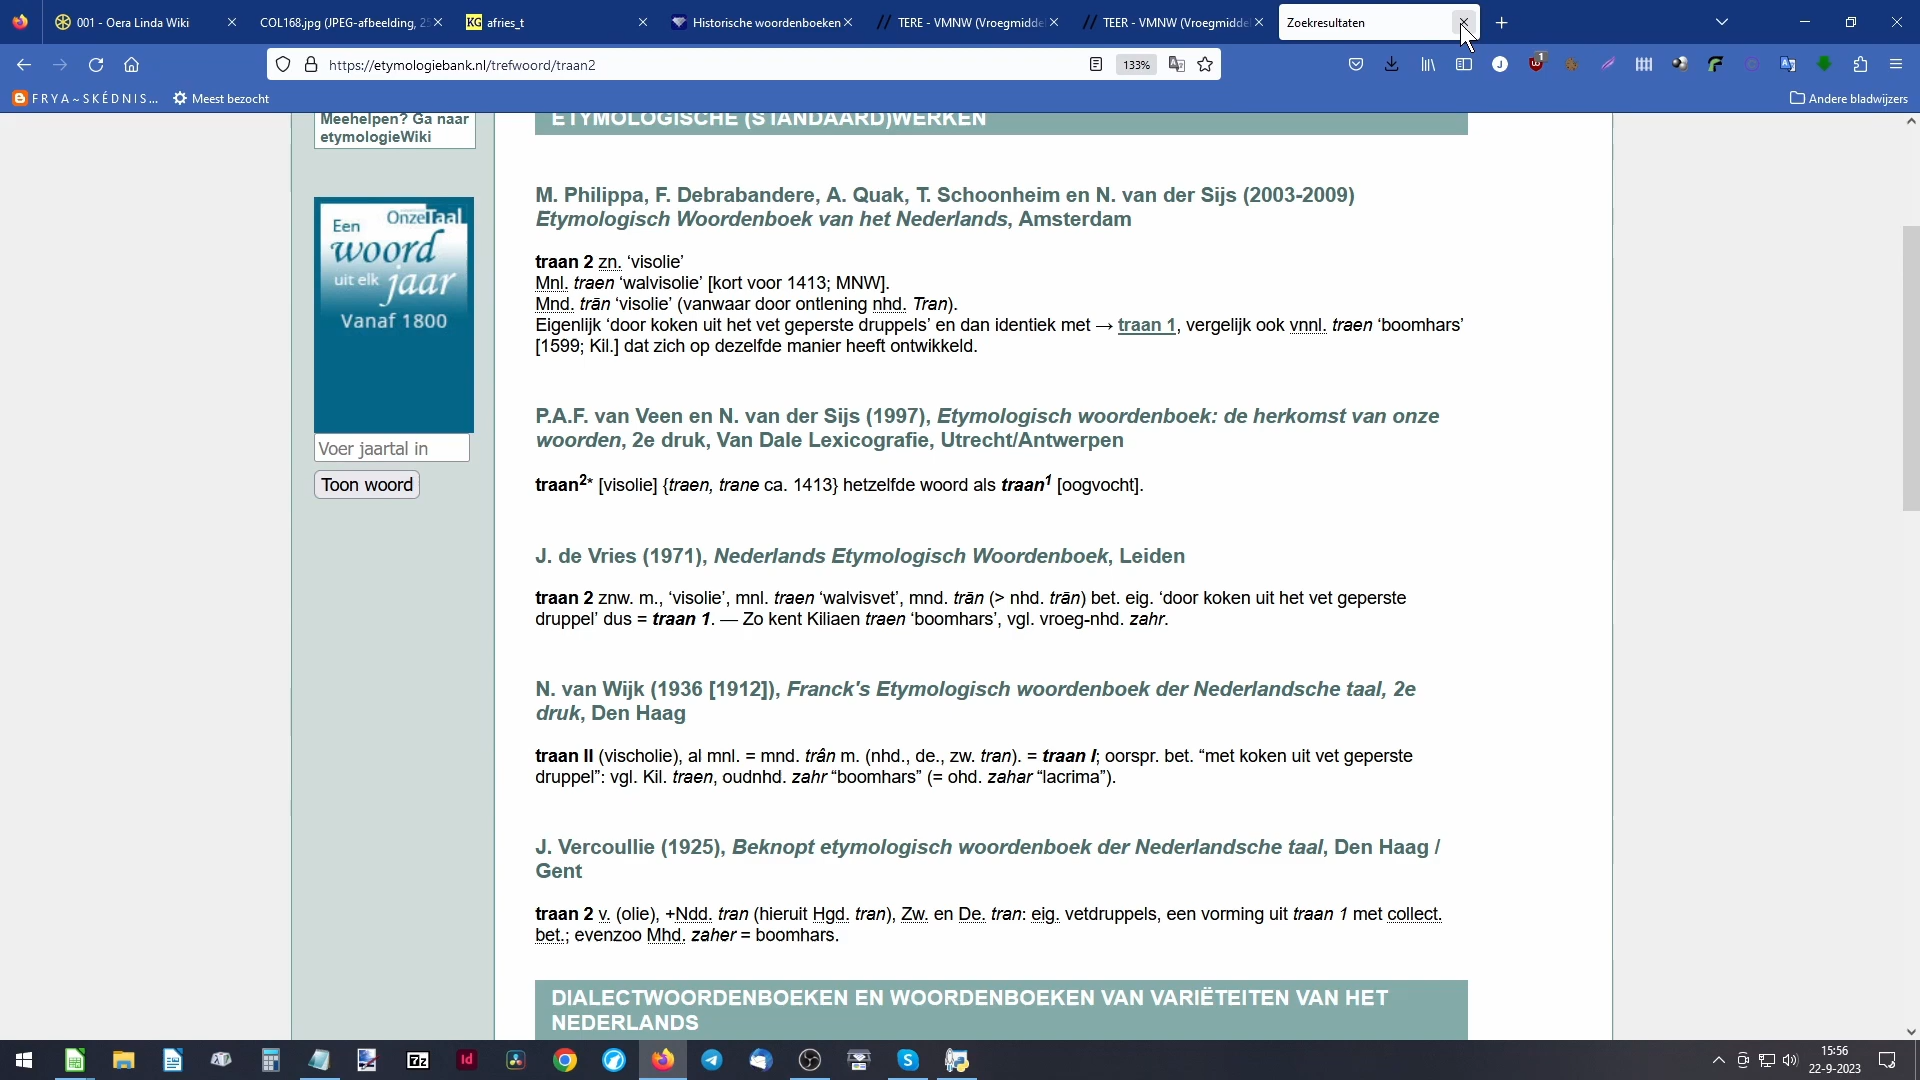 001 - Oera Linda Wiki
COL168.jpg (JPEG-afbeelding, 2
KG afries_t
Historische woordenboeken
TERE - VMNW (Vroegmidde
TEER - VMNW (Vroegmidde
Zoekresultaten
https://etymologiebank.nl/trefwoord/traan2
133%
F R Y A ~ S K É D N I S ...
Meest bezocht
Andere bladwijzers
Meehelpen? Ga naar
etymologieWiki
OnzeTaal
Een
woord
uit elk jaar
Vanaf 1800
Voer jaartal in
Toon woord
ETYMOLOGISCHE (STANDAARD)WERKEN
M. Philippa, F. Debrabandere, A. Quak, T. Schoonheim en N. van der Sijs (2003-2009)
Etymologisch Woordenboek van het Nederlands, Amsterdam
traan 2 zn. ‘visolie’
Mnl. traen ‘walvisolie’ [kort voor 1413; MNW].
Mnd. trān ‘visolie’ (vanwaar door ontlening nhd. Tran).
Eigenlijk ‘door koken uit het vet geperste druppels’ en dan identiek met → traan 1, vergelijk ook vnnl. traen ‘boomhars’
[1599; Kil.] dat zich op dezelfde manier heeft ontwikkeld.
P.A.F. van Veen en N. van der Sijs (1997), Etymologisch woordenboek: de herkomst van onze
woorden, 2e druk, Van Dale Lexicografie, Utrecht/Antwerpen
traan2* [visolie] {traen, trane ca. 1413} hetzelfde woord als traan1 [oogvocht].
J. de Vries (1971), Nederlands Etymologisch Woordenboek, Leiden
traan 2 znw. m., ‘visolie’, mnl. traen ‘walvisvet’, mnd. trān (> nhd. trān) bet. eig. ‘door koken uit het vet geperste
druppel’ dus = traan 1. — Zo kent Kiliaen traen ‘boomhars’, vgl. vroeg-nhd. zahr.
N. van Wijk (1936 [1912]), Franck's Etymologisch woordenboek der Nederlandsche taal, 2e
druk, Den Haag
traan II (vischolie), al mnl. = mnd. trân m. (nhd., de., zw. tran). = traan I; oorspr. bet. “met koken uit vet geperste
druppel”: vgl. Kil. traen, oudnhd. zahr “boomhars” (= ohd. zahar “lacrima”).
J. Vercoullie (1925), Beknopt etymologisch woordenboek der Nederlandsche taal, Den Haag /
Gent
traan 2 v. (olie), +Ndd. tran (hieruit Hgd. tran), Zw. en De. tran: eig. vetdruppels, een vorming uit traan 1 met collect.
bet.; evenzoo Mhd. zaher = boomhars.
DIALECTWOORDENBOEKEN EN WOORDENBOEKEN VAN VARIËTEITEN VAN HET
NEDERLANDS
15:56
22-9-2023